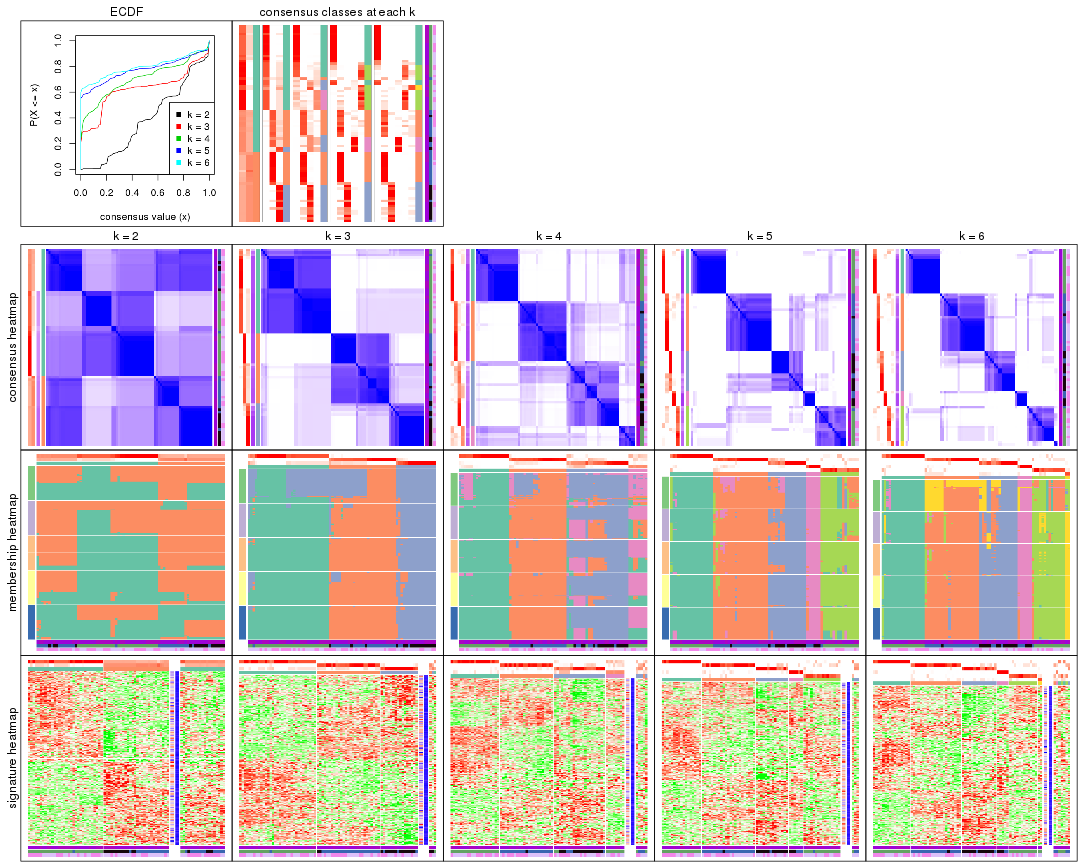 ECDF
consensus classes at each k
P(X <= x)
0.0
0.2
0.4
0.6
0.8
1.0
k = 2
k = 3
k = 4
k = 5
k = 6
0.0 0.2 0.4 0.6 0.8 1.0
consensus value (x)
k = 2 k = 3 k = 4 k = 5 k = 6
consensus heatmap
membership heatmap
signature heatmap